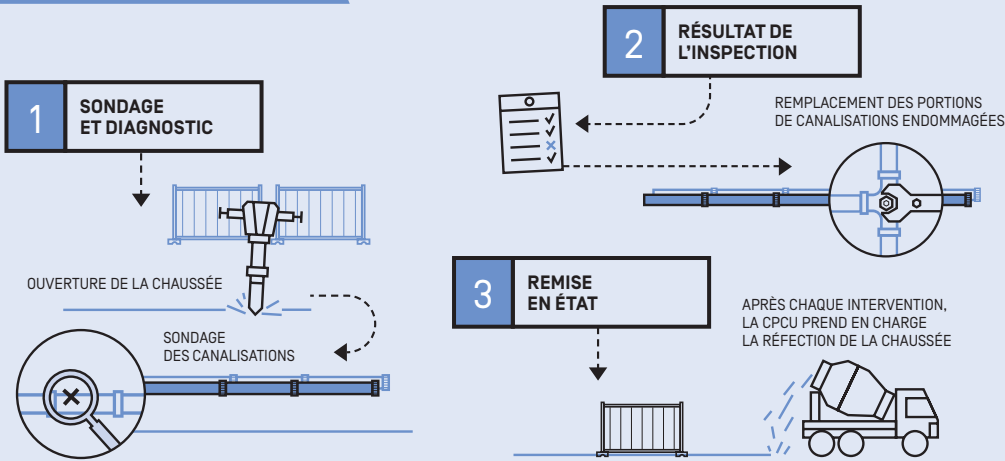 1
SONDAGE
ET DIAGNOSTIC
OUVERTURE DE LA CHAUSSÉE
SONDAGE
DES CANALISATIONS
2
RÉSULTAT DE
L'INSPECTION
REMPLACEMENT DES PORTIONS
DE CANALISATIONS ENDOMMAGÉES
3
REMISE
EN ÉTAT
APRÈS CHAQUE INTERVENTION,
LA CPCU PREND EN CHARGE
LA RÉFECTION DE LA CHAUSSÉE